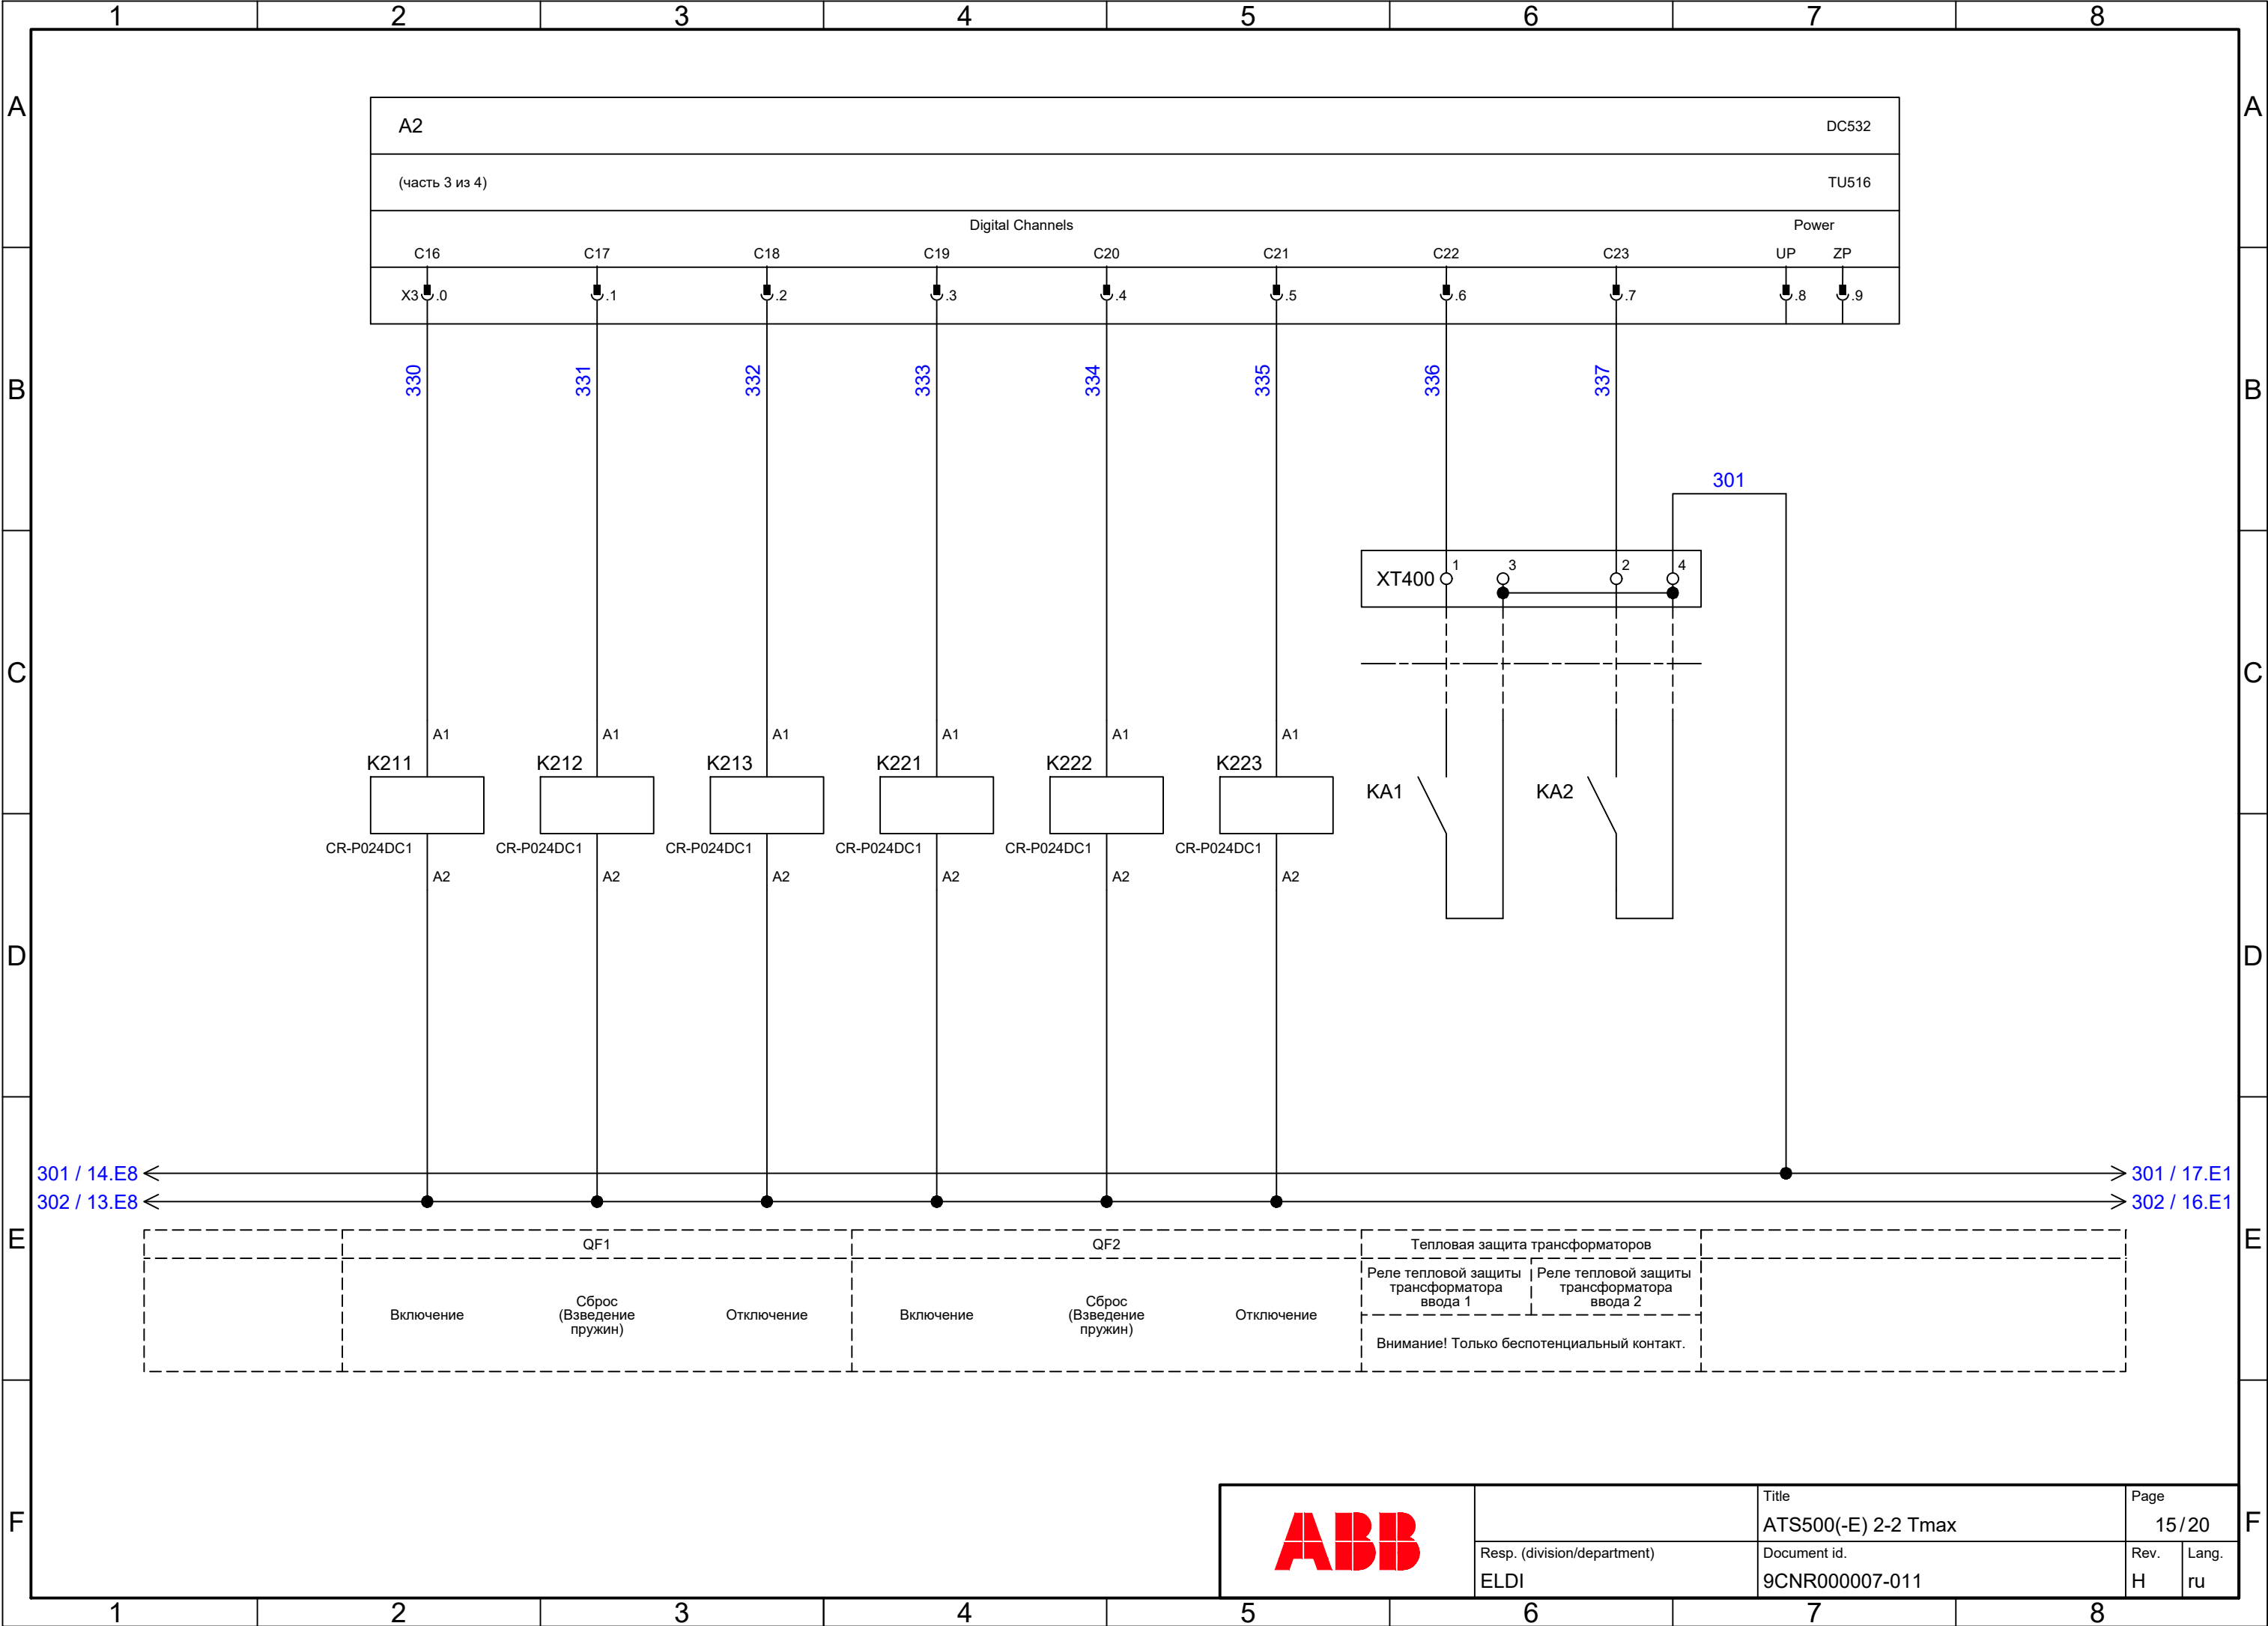 1 2 3 4 5 6 7 8
A A
A2 DC532
(часть 3 из 4) TU516
Digital Channels Power
C16 C17 C18 C19 C20 C21 C22 C23 UP ZP
X3 .0 .1 .2 .3 .4 .5 .6 .7 .8 .9
B B
330 331 332 333 334 335 336 337
301
XT400 1 3 2 4
C C
A1 A1 A1 A1 A1 A1
K211 K212 K213 K221 K222 K223
KA1 KA2
CR-P024DC1 CR-P024DC1 CR-P024DC1 CR-P024DC1 CR-P024DC1 CR-P024DC1
A2 A2 A2 A2 A2 A2
D D
301 / 14.E8 301 / 17.E1
302 / 13.E8 302 / 16.E1
E E
QF1 QF2 Тепловая защита трансформаторов
Включение
Сброс
(Взведение
пружин)
Отключение
Включение
Сброс
(Взведение
пружин)
Отключение
Реле тепловой защиты
трансформатора
ввода 1
Реле тепловой защиты
трансформатора
ввода 2
Внимание! Только беспотенциальный контакт.
F F
ABB
Title
ATS500(-E) 2-2 Tmax
Page
15/20
Resp. (division/department)
ELDI
Document id.
9CNR000007-011
Rev.
H
Lang.
ru
1 2 3 4 5 6 7 8